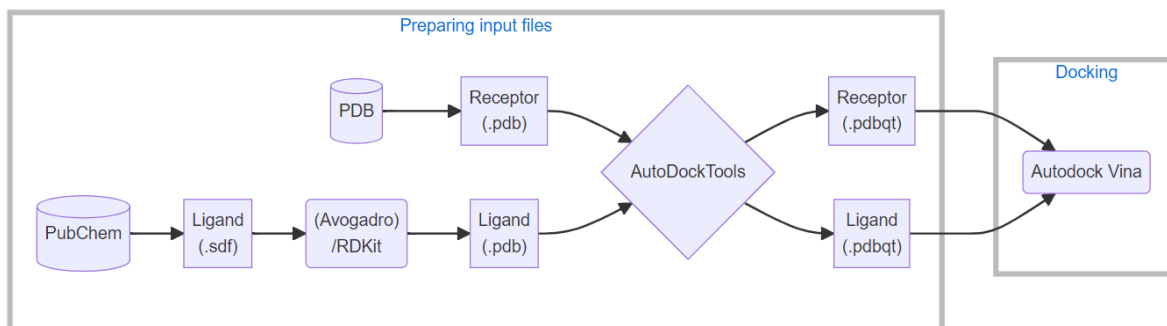 Preparing input files
Docking
PDB
Receptor
(.pdb)
AutoDockTools
Receptor
(.pdbqt)
Autodock Vina
PubChem
Ligand
(.sdf)
(Avogadro)
/RDKit
Ligand
(.pdb)
Ligand
(.pdbqt)